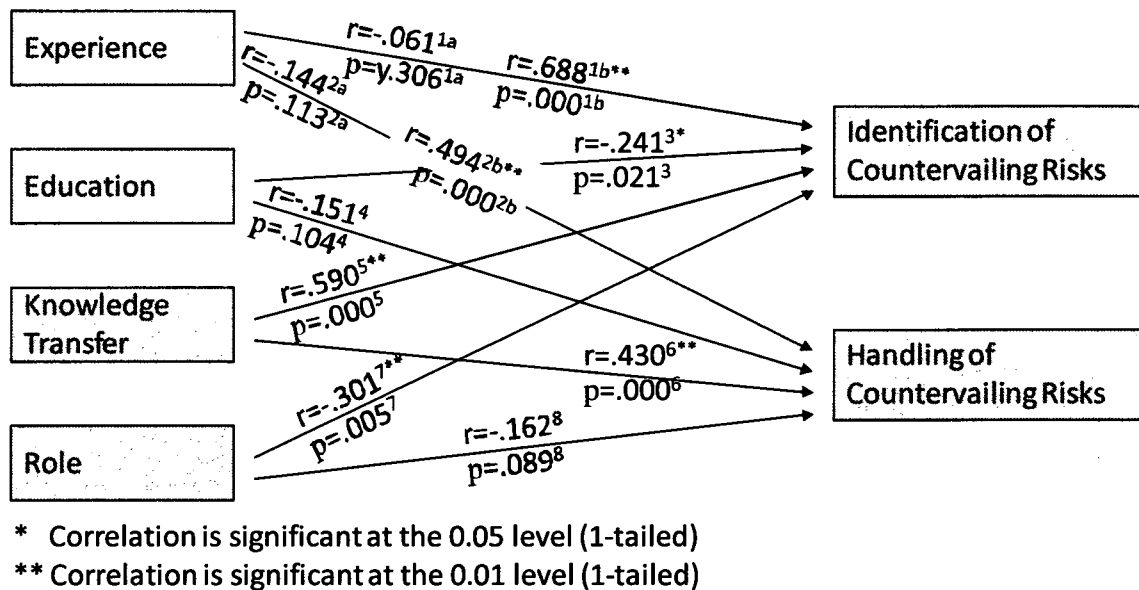 Experience
r=-.061¹ᵃ
p=y.306¹ᵃ
r=.688¹ᵇ**
p=.000¹ᵇ
r=-.144²ᵃ
p=.113²ᵃ
Identification of
Countervailing Risks
r=.494²ᵇ**
p=.000²ᵇ
r=-.241³*
p=.021³
Education
r=-.151⁴
p=.104⁴
Knowledge
Transfer
r=.590⁵**
p=.000⁵
r=.430⁶**
p=.000⁶
Handling of
Countervailing Risks
Role
r=-.301⁷**
p=.005⁷
r=-.162⁸
p=.089⁸
* Correlation is significant at the 0.05 level (1-tailed)
** Correlation is significant at the 0.01 level (1-tailed)